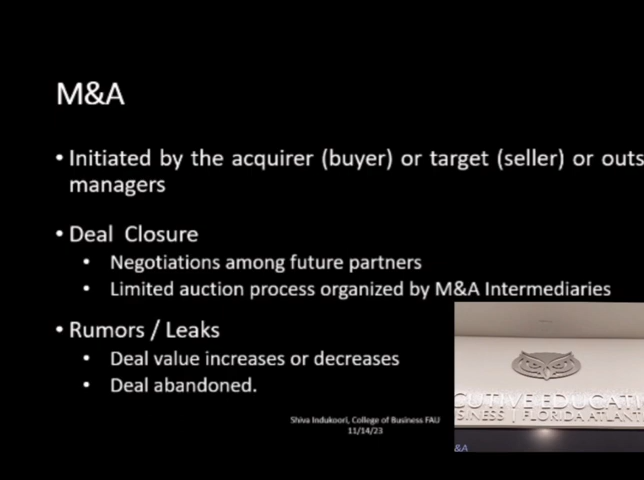 M&A
• Initiated by the acquirer (buyer) or target (seller) or outs
managers
• Deal Closure
• Negotiations among future partners
• Limited auction process organized by M&A Intermediaries
• Rumors / Leaks
• Deal value increases or decreases
• Deal abandoned.
Shiva Indukoori, College of Business FAU
11/14/23
CUTIVE EDUCATI
SINESS | FLORIDA ATLANT
&A